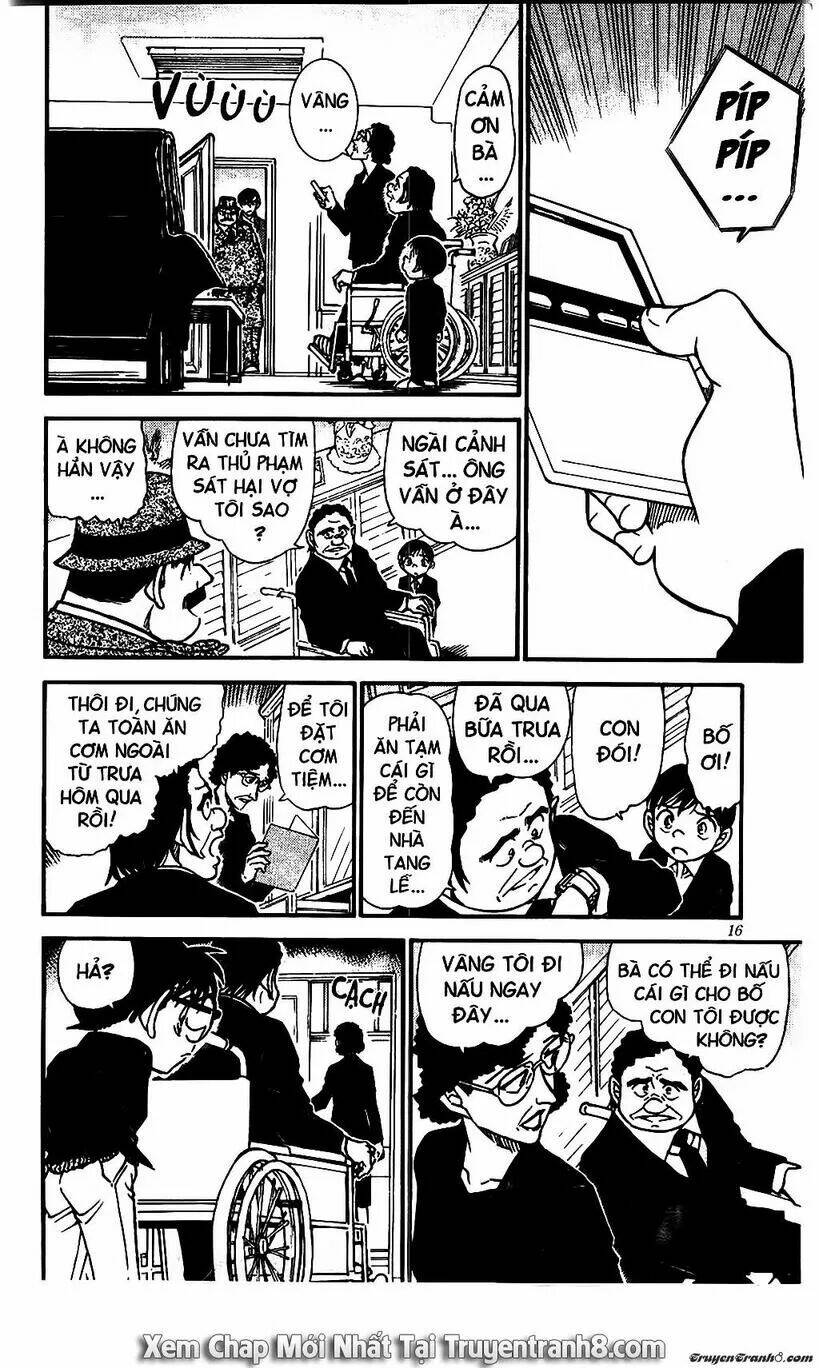 PÍP
PÍP
...
CẢM
ƠN
BÀ
...
VÂNG
...
VÙÙÙ
NGÀI CẢNH
SÁT... ÔNG
VẪN Ở ĐÂY
À...
VẪN CHƯA TÌM
RA THỦ PHẠM
SÁT HẠI VỢ
TÔI SAO
?
À KHÔNG
HẲN VẬY
...
BỐ
ƠI!
CON
ĐÓI!
ĐÃ QUA
BỮA TRƯA
RỒI...
PHẢI
ĂN TẠM
CÁI GÌ
ĐỂ CÒN
ĐẾN
NHÀ
TANG
LỄ...
ĐỂ TÔI
ĐẶT
CƠM
TIỆM...
THÔI ĐI, CHÚNG
TA TOÀN ĂN
CƠM NGOÀI
TỪ TRƯA
HÔM QUA
RỒI!
16
BÀ CÓ THỂ ĐI NẤU
CÁI GÌ CHO BỐ
CON TÔI ĐƯỢC
KHÔNG?
VÂNG TÔI ĐI
NẤU NGAY
ĐÂY...
CẠCH
HẢ?
Xem Chap Mới Nhất Tại Truyentranh8.com
TruyenTranh8.com